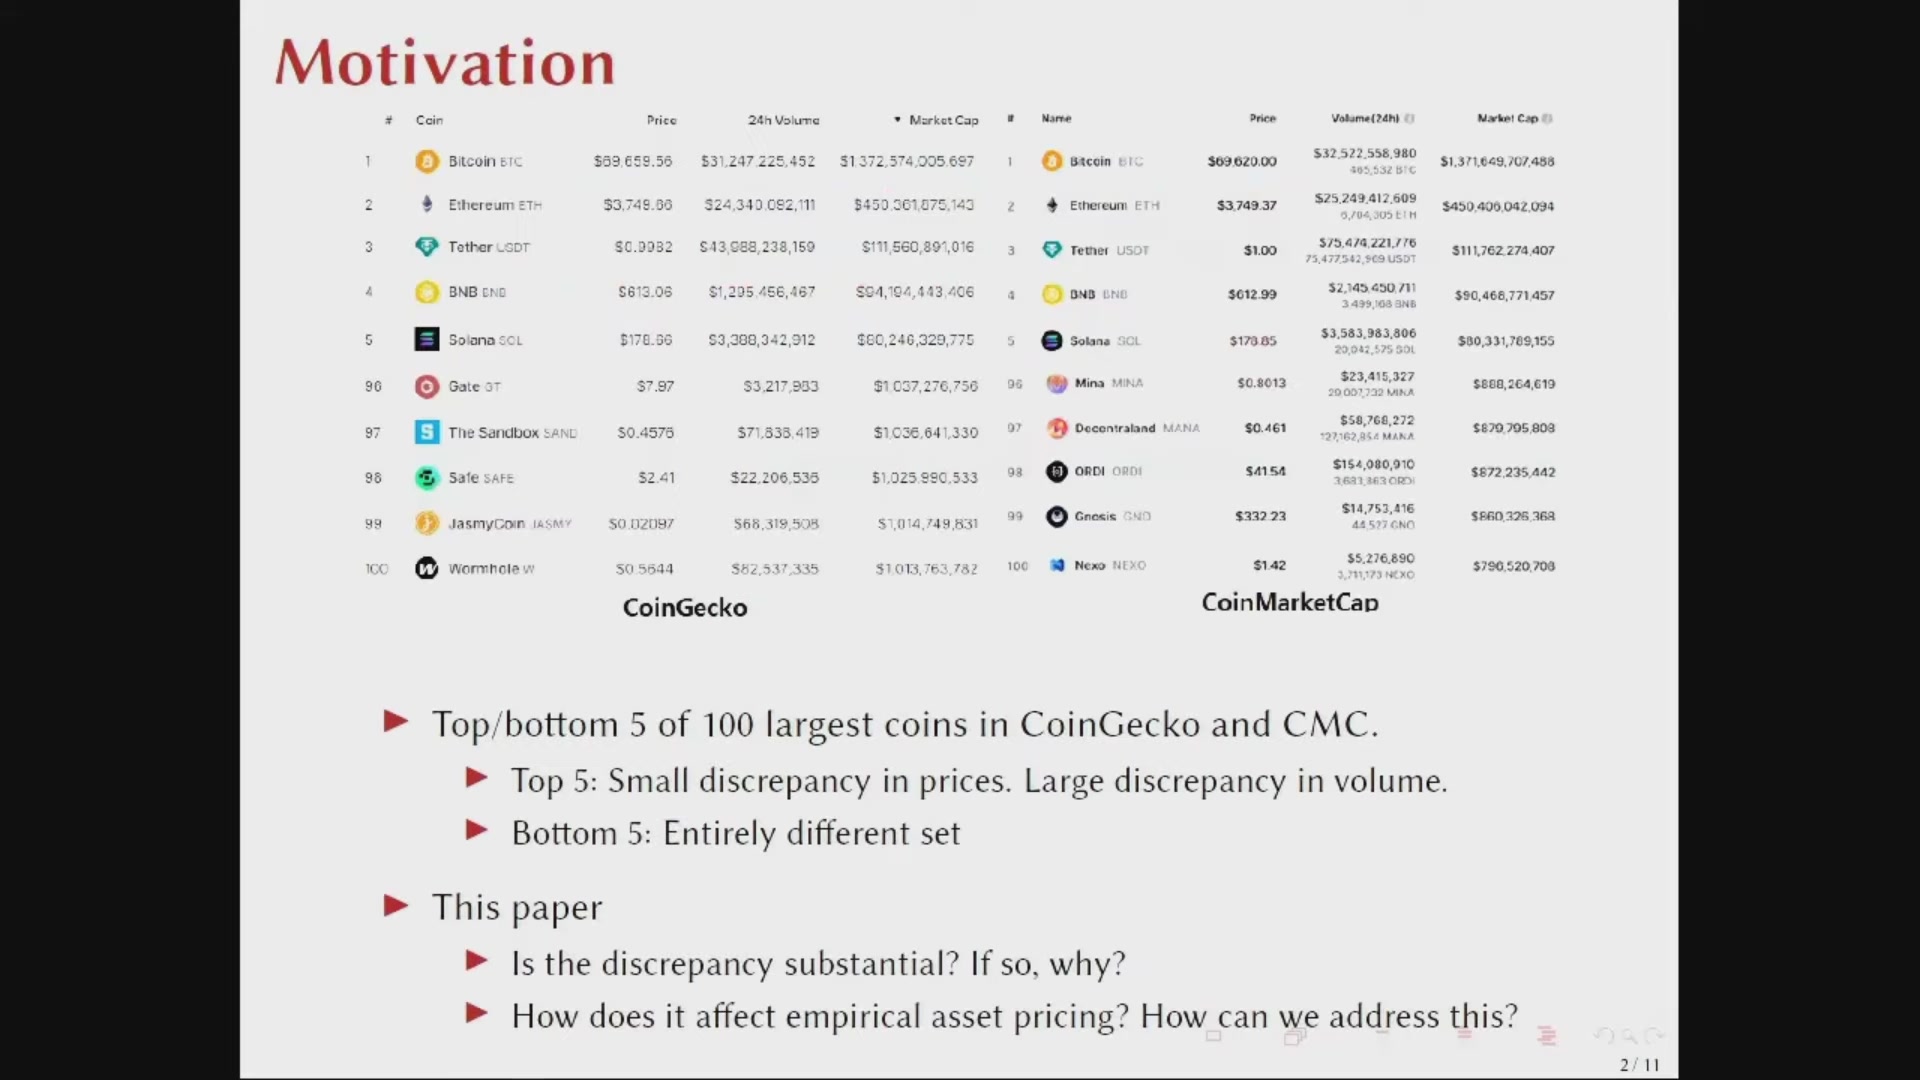 Motivation
# Coin Price 24h Volume Market Cap
1 Bitcoin BTC $69,659.56 $31,247,225,452 $1,372,574,005,697
2 Ethereum ETH $3,749.66 $24,340,092,111 $450,361,875,143
3 Tether USDT $0.9982 $43,988,238,159 $111,560,891,016
4 BNB BNB $613.06 $1,295,456,467 $94,194,443,406
5 Solana SOL $178.66 $3,388,342,912 $80,246,329,775
96 Gate GT $7.97 $3,217,983 $1,037,276,756
97 The Sandbox SAND $0.4576 $71,838,419 $1,036,641,330
98 Safe SAFE $2.41 $22,206,536 $1,025,990,533
99 JasmyCoin JASMY $0.02097 $68,319,508 $1,014,749,831
100 Wormhole W $0.5644 $82,537,335 $1,013,763,782
CoinGecko
# Name Price Volume(24h) Market Cap
1 Bitcoin BTC $69,620.00 $32,522,558,980 $1,371,649,707,488
465,532 BTC
2 Ethereum ETH $3,749.37 $25,249,412,609 $450,406,042,094
6,704,305 ETH
3 Tether USDT $1.00 $75,474,221,776 $111,762,274,407
75,477,542,969 USDT
4 BNB BNB $612.99 $2,145,450,711 $90,468,771,457
3,499,168 BNB
5 Solana SOL $178.85 $3,583,983,806 $80,331,789,155
20,042,575 SOL
96 Mina MINA $0.8013 $23,415,327 $888,264,619
29,007,732 MINA
97 Decentraland MANA $0.461 $58,768,272 $879,795,808
127,162,854 MANA
98 ORDI ORDI $41.54 $154,080,910 $872,235,442
3,683,863 ORDI
99 Gnosis GNO $332.23 $14,753,416 $860,326,368
44,527 GNO
100 Nexo NEXO $1.42 $5,276,890 $796,520,708
3,711,173 NEXO
CoinMarketCap
Top/bottom 5 of 100 largest coins in CoinGecko and CMC.
Top 5: Small discrepancy in prices. Large discrepancy in volume.
Bottom 5: Entirely different set
This paper
Is the discrepancy substantial? If so, why?
How does it affect empirical asset pricing? How can we address this?
2 / 11